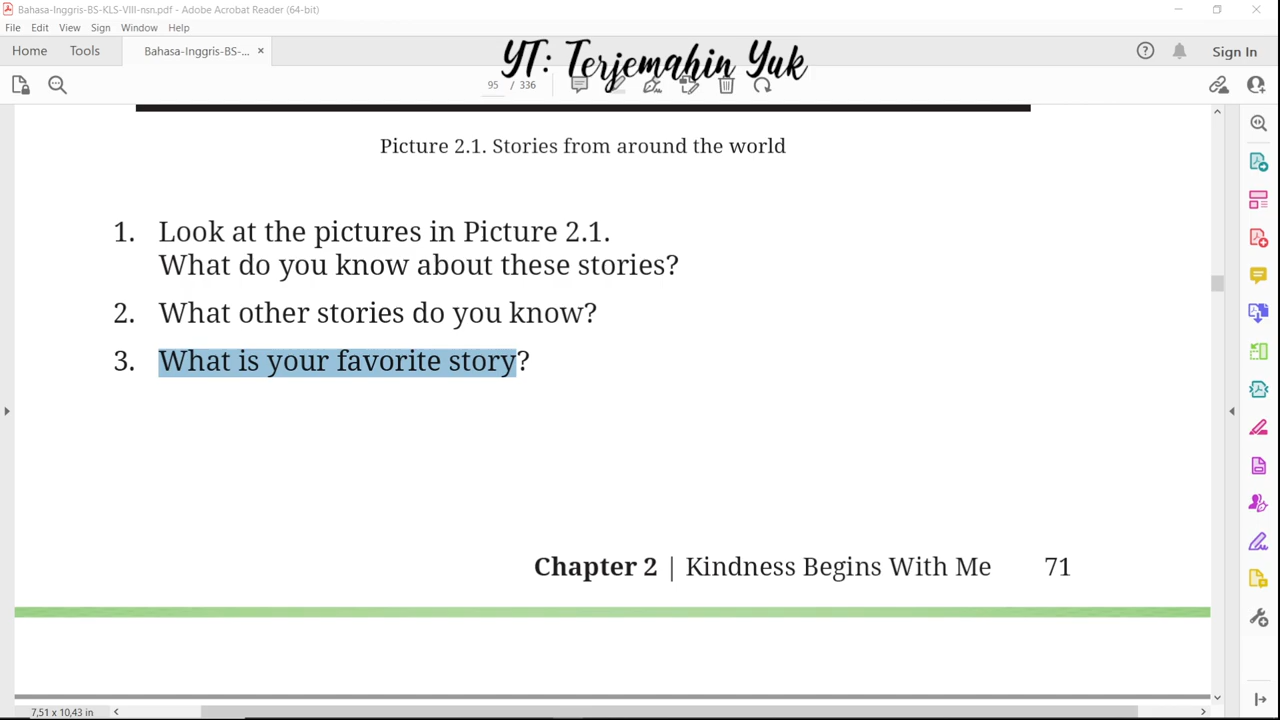 Bahasa-Inggris-BS-KLS-VIII-nsn.pdf - Adobe Acrobat Reader (64-bit)
File Edit View Sign Window Help
Home Tools Bahasa-Inggris-BS-... × Sign In
YT: Terjemahin Yuk
95 / 336
Picture 2.1. Stories from around the world
1. Look at the pictures in Picture 2.1.
What do you know about these stories?
2. What other stories do you know?
3. What is your favorite story?
Chapter 2 | Kindness Begins With Me 71
7,51 x 10,43 in